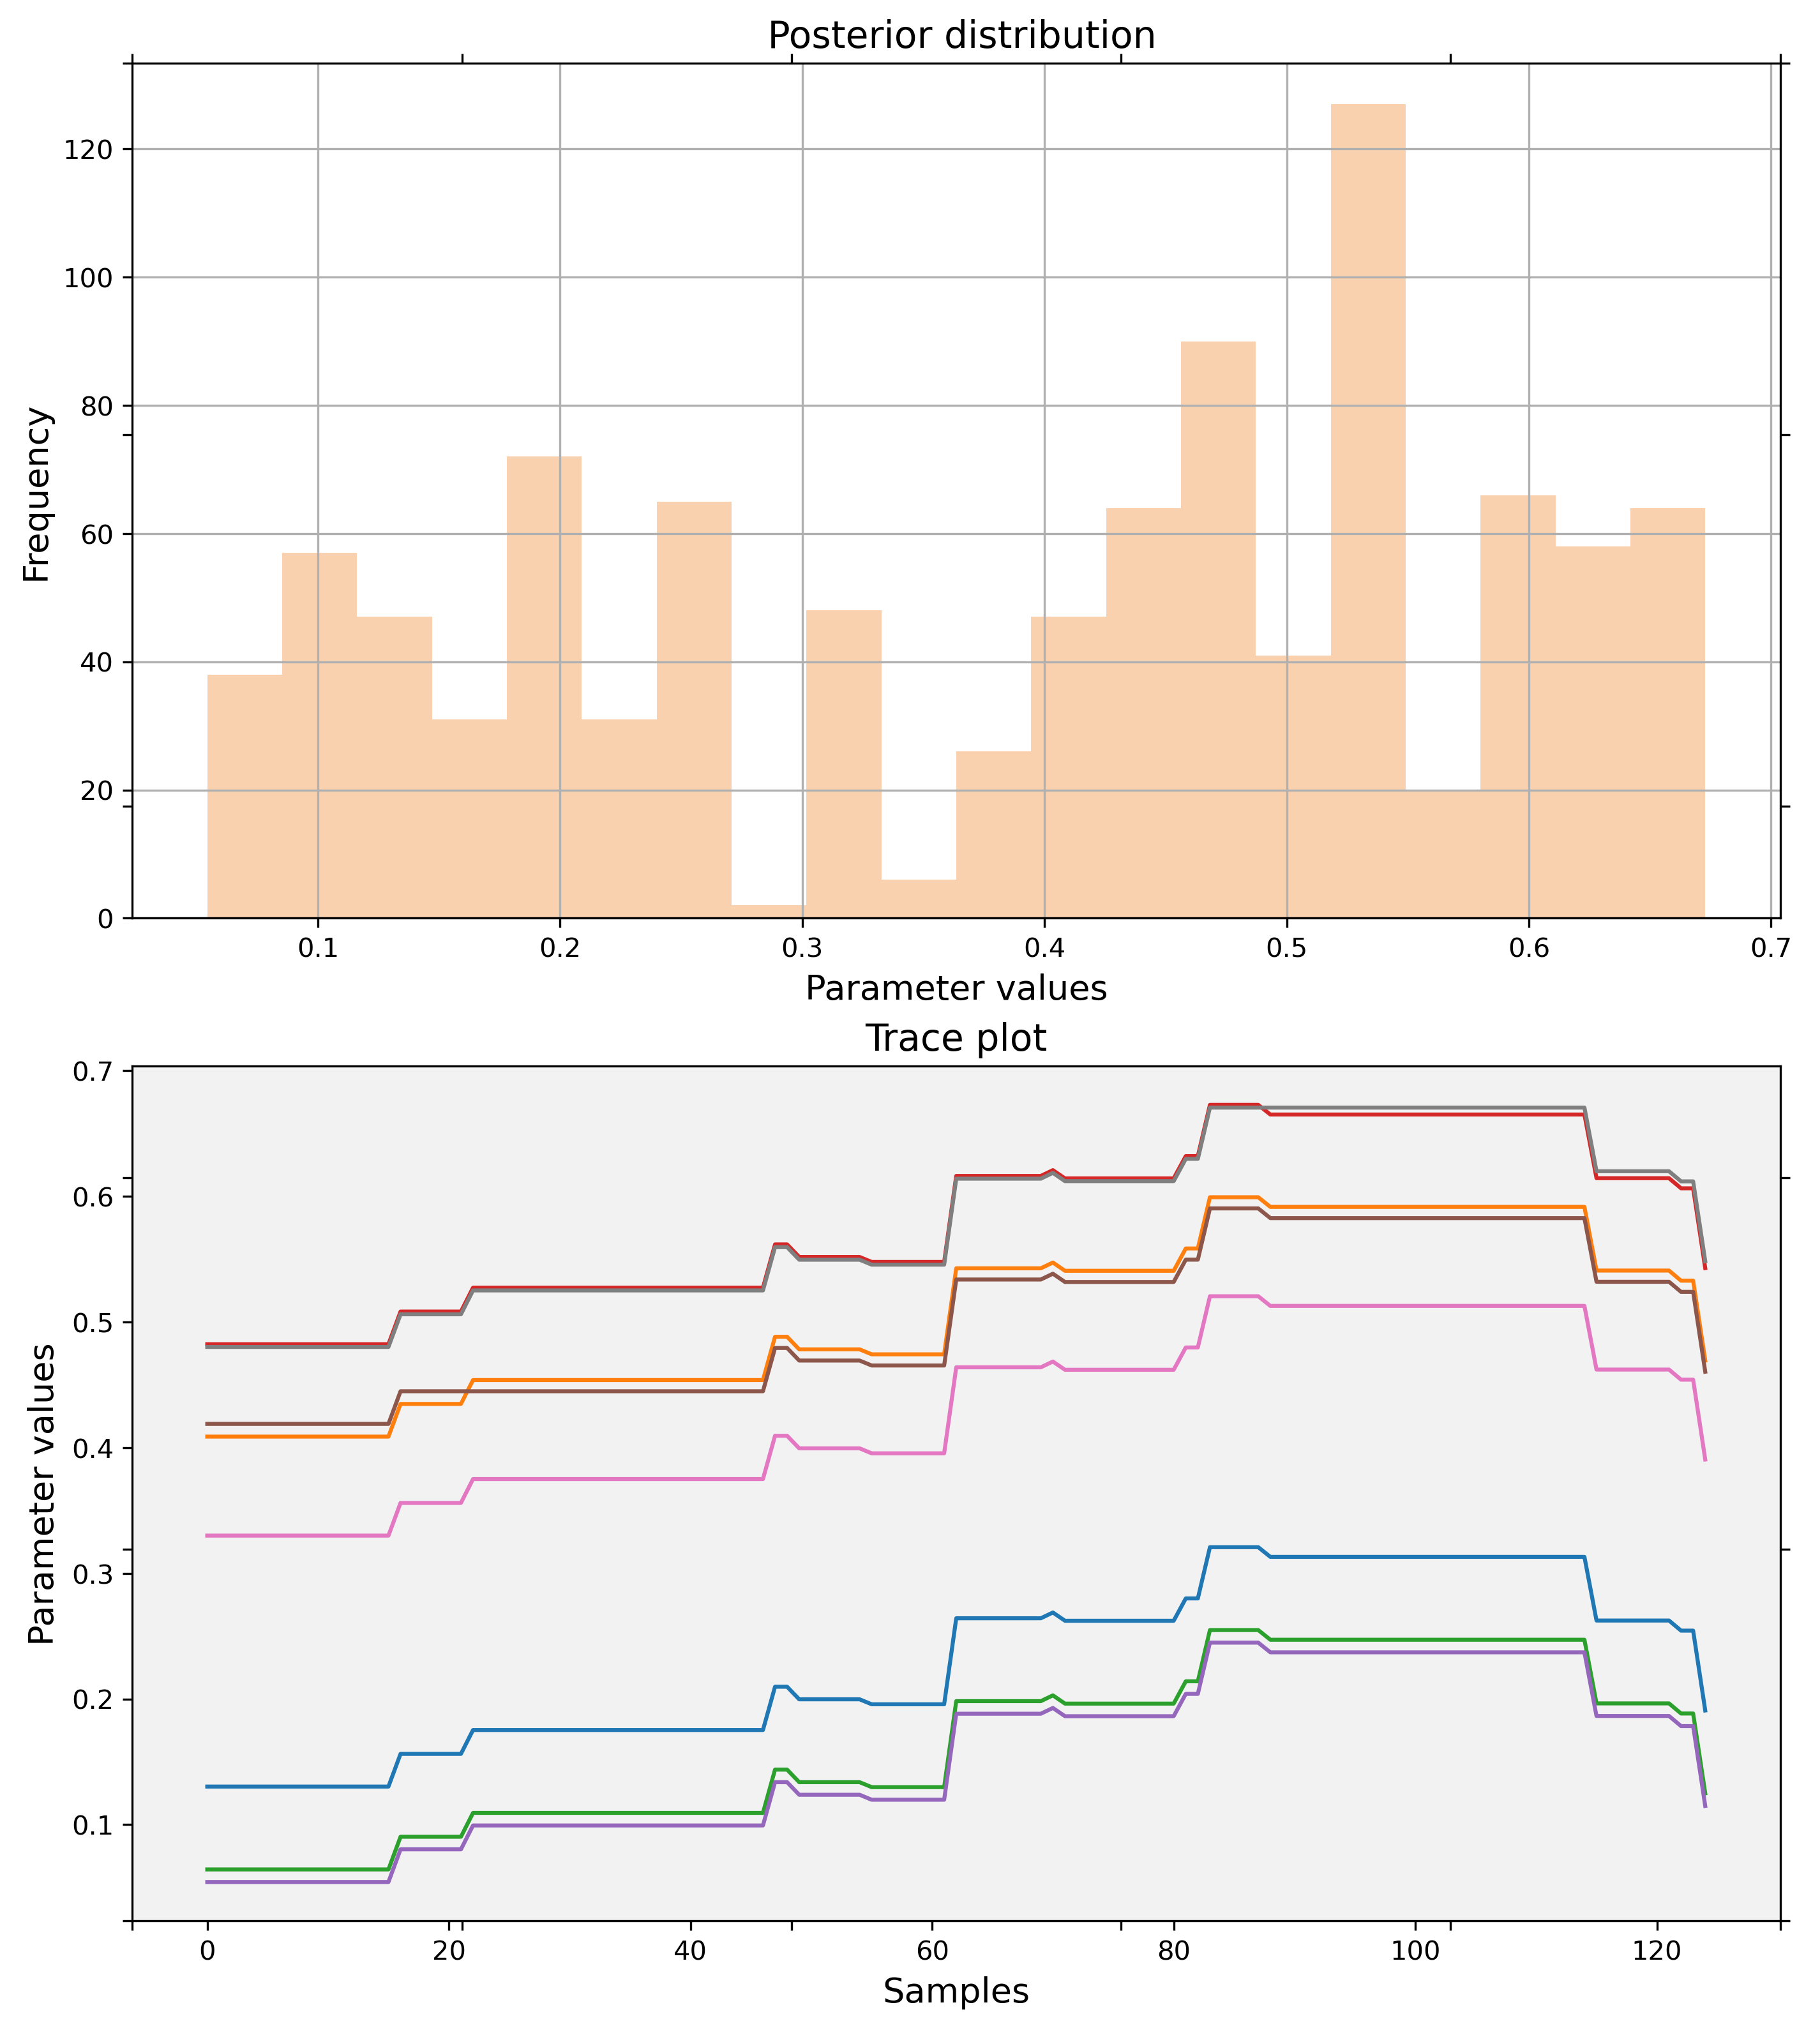 Posterior distribution
120
100
80
60
40
20
0
Frequency
0.1 0.2 0.3 0.4 0.5 0.6 0.7
Parameter values
Trace plot
0.7
0.6
0.5
0.4
0.3
0.2
0.1
Parameter values
0 20 40 60 80 100 120
Samples